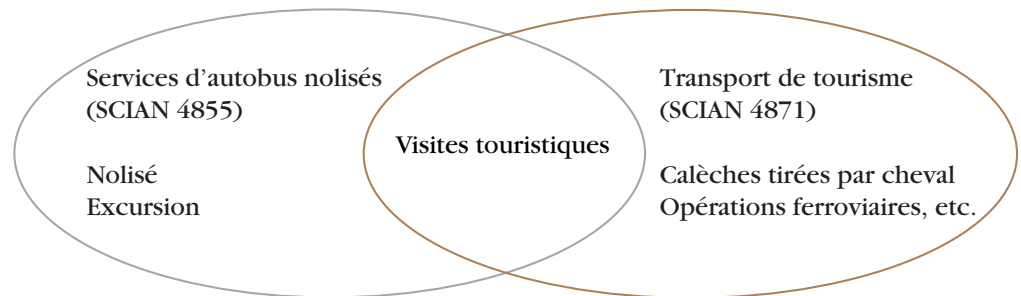 Services d’autobus nolisés
(SCIAN 4855)
Nolisé
Excursion
Visites touristiques
Transport de tourisme
(SCIAN 4871)
Calèches tirées par cheval
Opérations ferroviaires, etc.